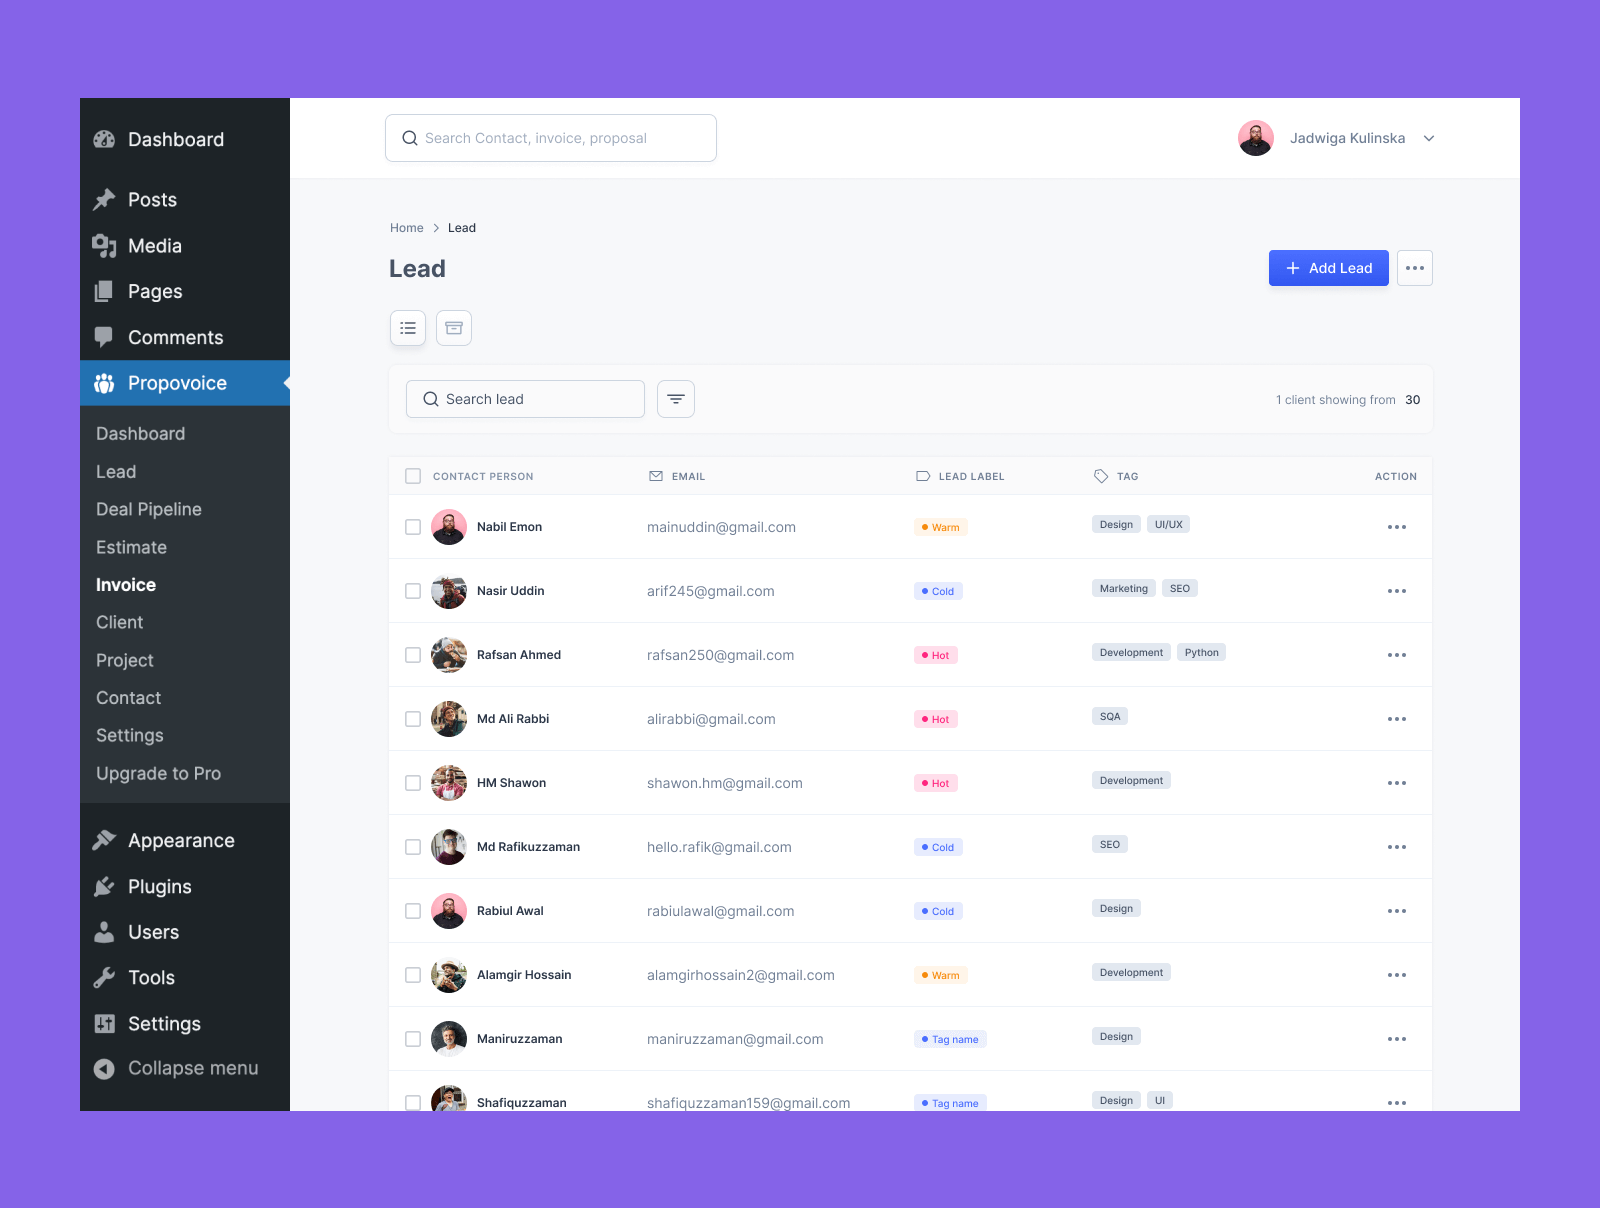 Dashboard
Posts
Media
Pages
Comments
Propovoice
Dashboard
Lead
Deal Pipeline
Estimate
Invoice
Client
Project
Contact
Settings
Upgrade to Pro
Appearance
Plugins
Users
Tools
Settings
Collapse menu
Search Contact, invoice, proposal
Jadwiga Kulinska
Home > Lead
Lead
+ Add Lead
Search lead
1 client showing from 30
CONTACT PERSON EMAIL LEAD LABEL TAG ACTION
Nabil Emon mainuddin@gmail.com Warm Design UI/UX
Nasir Uddin arif245@gmail.com Cold Marketing SEO
Rafsan Ahmed rafsan250@gmail.com Hot Development Python
Md Ali Rabbi alirabbi@gmail.com Hot SQA
HM Shawon shawon.hm@gmail.com Hot Development
Md Rafikuzzaman hello.rafik@gmail.com Cold SEO
Rabiul Awal rabiulawal@gmail.com Cold Design
Alamgir Hossain alamgirhossain2@gmail.com Warm Development
Maniruzzaman maniruzzaman@gmail.com Tag name Design
Shafiquzzaman shafiquzzaman159@gmail.com Tag name Design UI